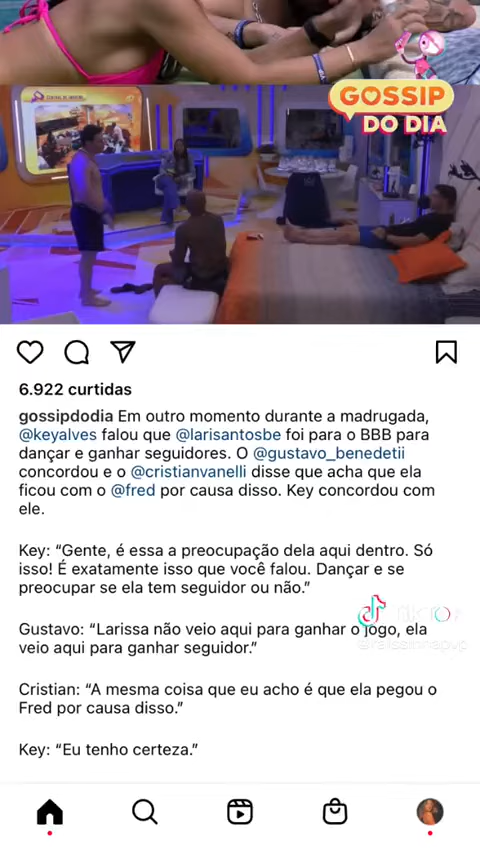 GOSSIP
DO DIA
6.922 curtidas
gossipdodia Em outro momento durante a madrugada,
@keyalves falou que @larisantosbe foi para o BBB para
dançar e ganhar seguidores. O @gustavo_benedetii
concordou e o @cristianvanelli disse que acha que ela
ficou com o @fred por causa disso. Key concordou com
ele.
Key: “Gente, é essa a preocupação dela aqui dentro. Só
isso! É exatamente isso que você falou. Dançar e se
preocupar se ela tem seguidor ou não.”
Gustavo: “Larissa não veio aqui para ganhar o jogo, ela
veio aqui para ganhar seguidor.”
Cristian: “A mesma coisa que eu acho é que ela pegou o
Fred por causa disso.”
Key: “Eu tenho certeza.”